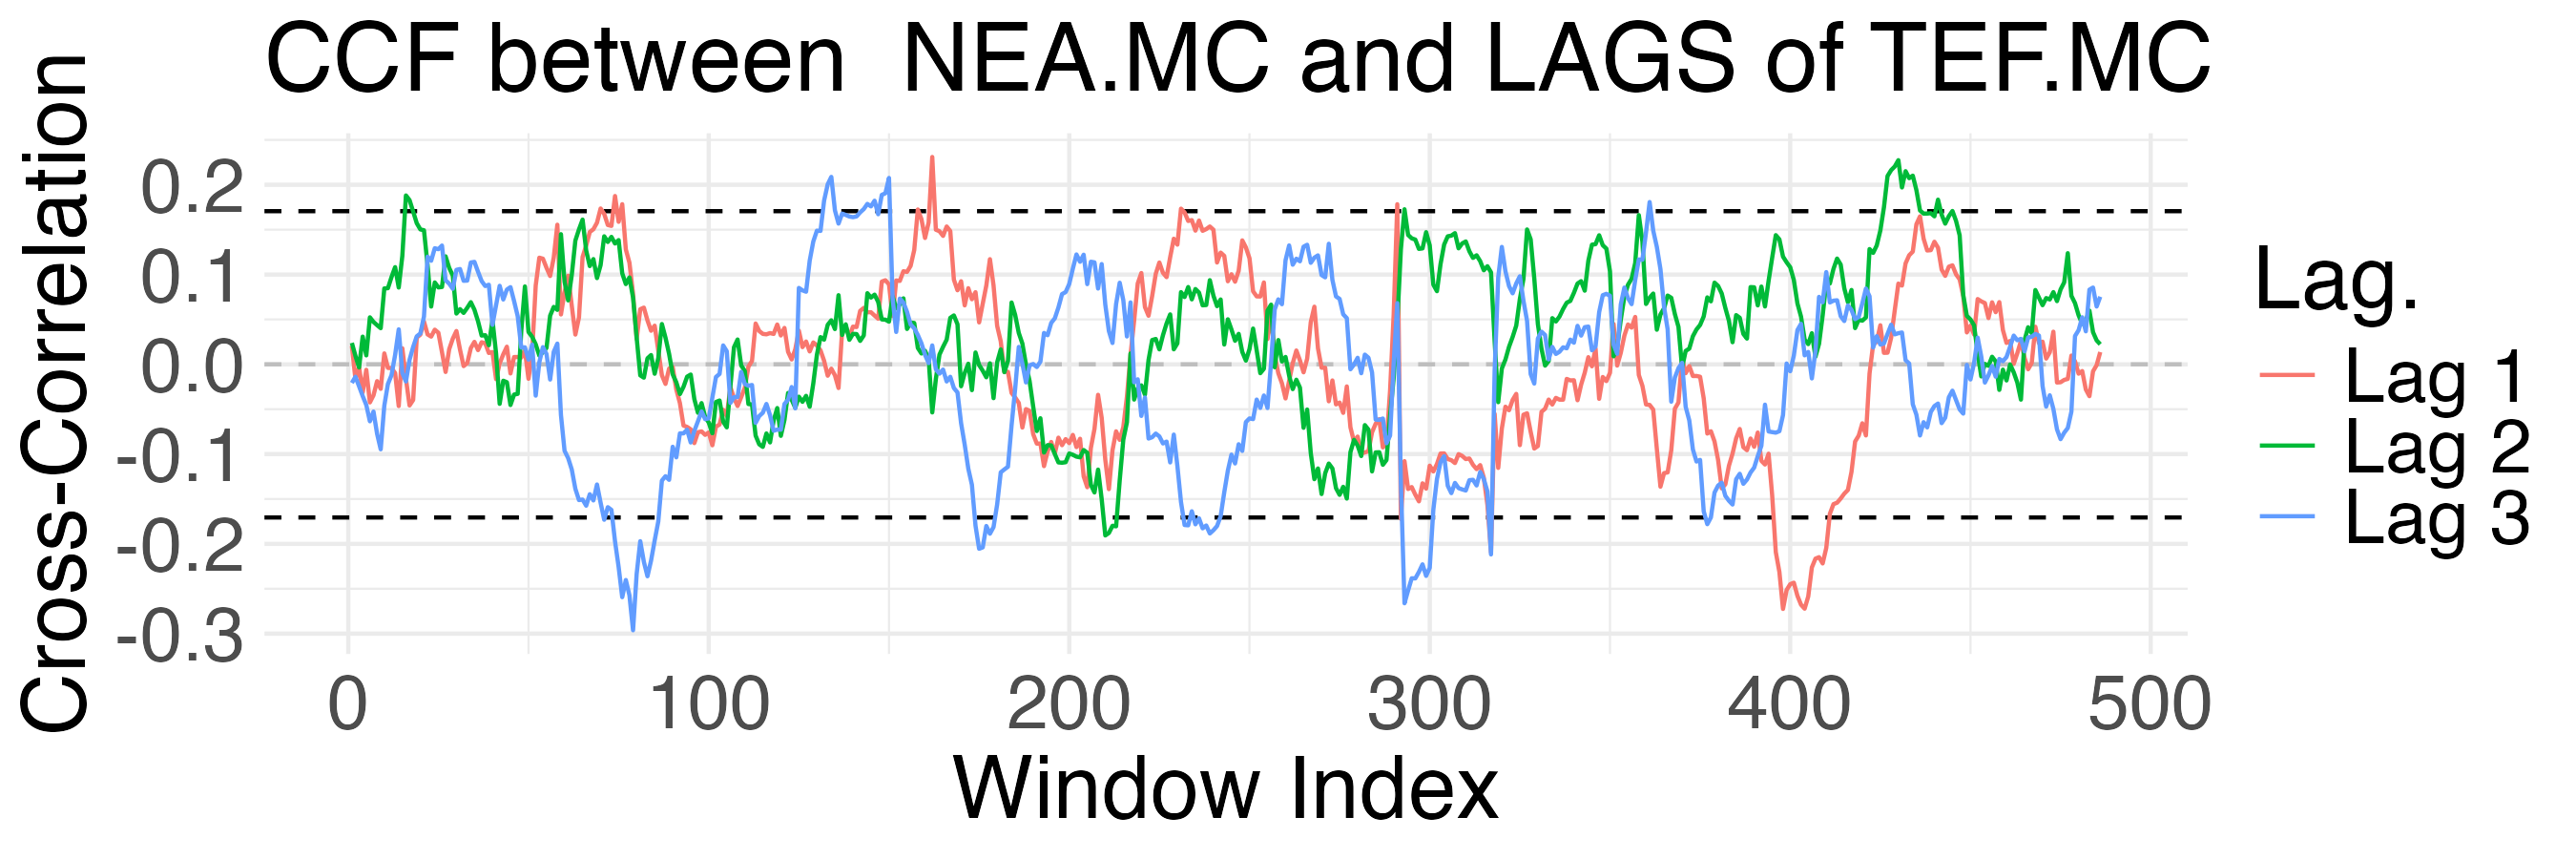 CCF between  NEA.MC and LAGS of TEF.MC
Cross-Correlation
0.2
0.1
0.0
-0.1
-0.2
-0.3
0 100 200 300 400 500
Window Index
Lag.
Lag 1
Lag 2
Lag 3